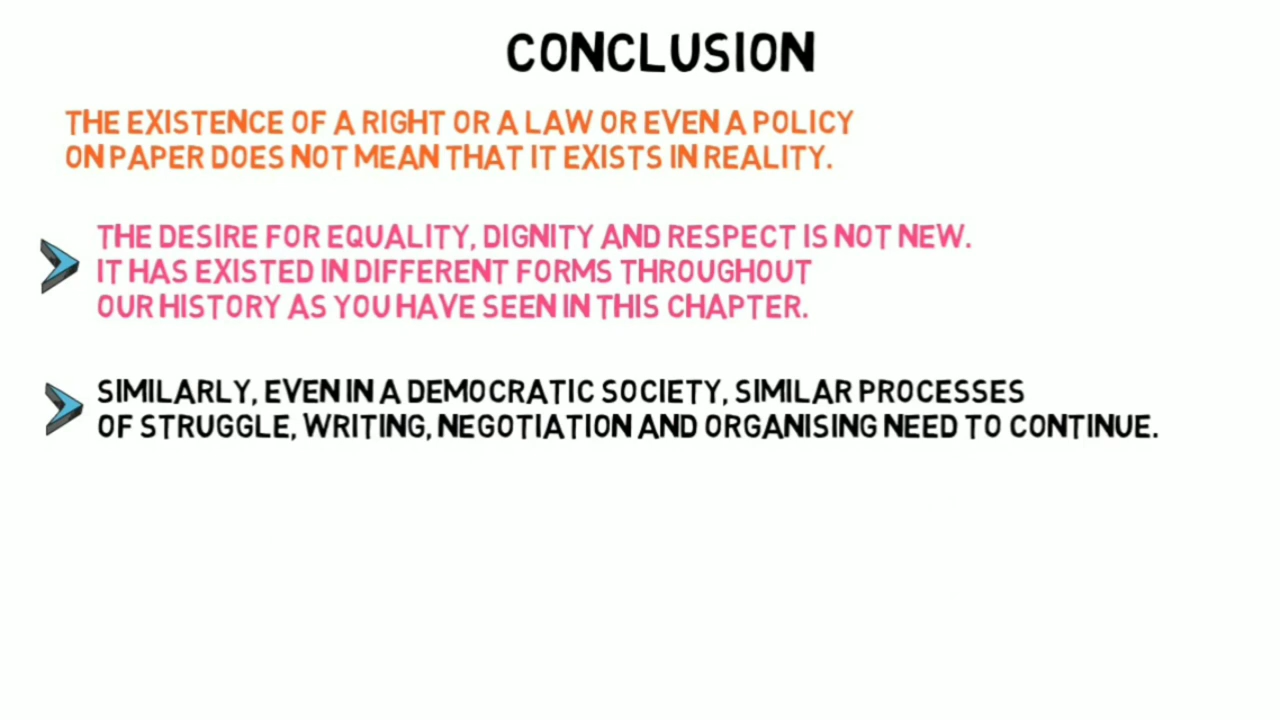 CONCLUSION
THE EXISTENCE OF A RIGHT OR A LAW OR EVEN A POLICY
ON PAPER DOES NOT MEAN THAT IT EXISTS IN REALITY.
THE DESIRE FOR EQUALITY, DIGNITY AND RESPECT IS NOT NEW.
IT HAS EXISTED IN DIFFERENT FORMS THROUGHOUT
OUR HISTORY AS YOU HAVE SEEN IN THIS CHAPTER.
SIMILARLY, EVEN IN A DEMOCRATIC SOCIETY, SIMILAR PROCESSES
OF STRUGGLE, WRITING, NEGOTIATION AND ORGANISING NEED TO CONTINUE.